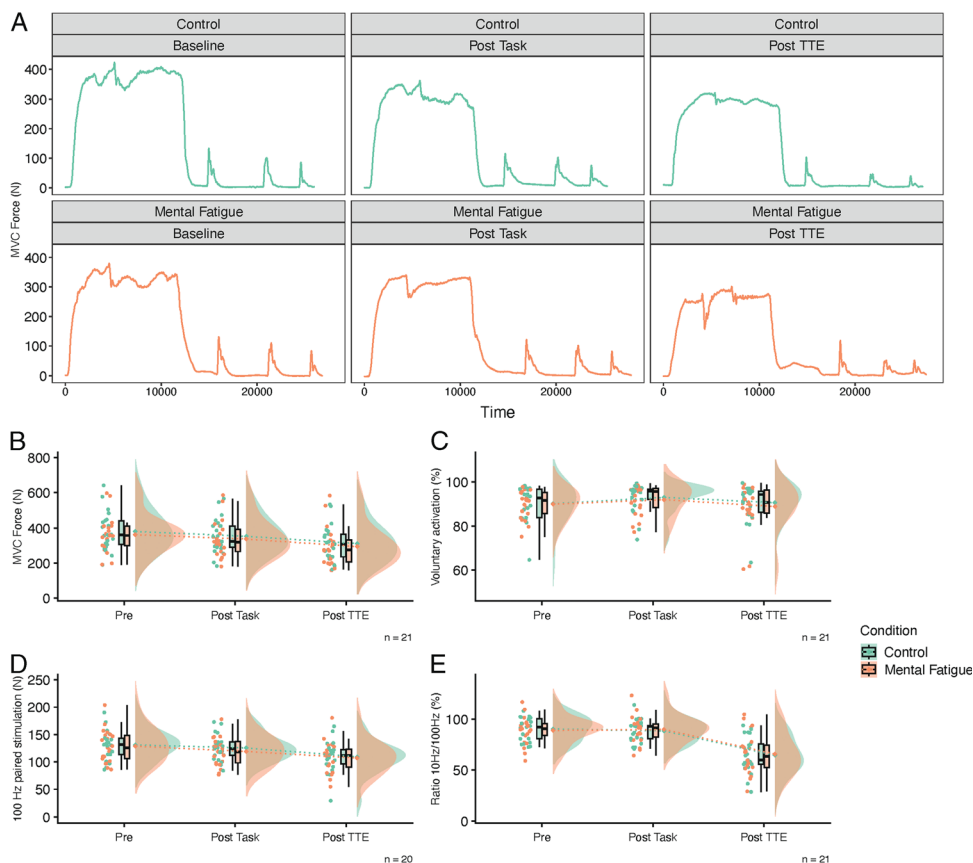 A
Control
Control
Control
Baseline
Post Task
Post TTE
400
300
200
100
0
MVC Force (N)
Mental Fatigue
Mental Fatigue
Mental Fatigue
Baseline
Post Task
Post TTE
400
300
200
100
0
0
10000
20000
0
10000
20000
0
10000
20000
Time
B
800
600
400
200
0
MVC Force (N)
Pre
Post Task
Post TTE
n = 21
C
100
80
60
Voluntary activation (%)
Pre
Post Task
Post TTE
n = 21
Condition
Control
Mental Fatigue
D
250
200
150
100
50
0
100 Hz paired stimulation (N)
Pre
Post Task
Post TTE
n = 20
E
100
50
0
Ratio 10Hz/100Hz (%)
Pre
Post Task
Post TTE
n = 21